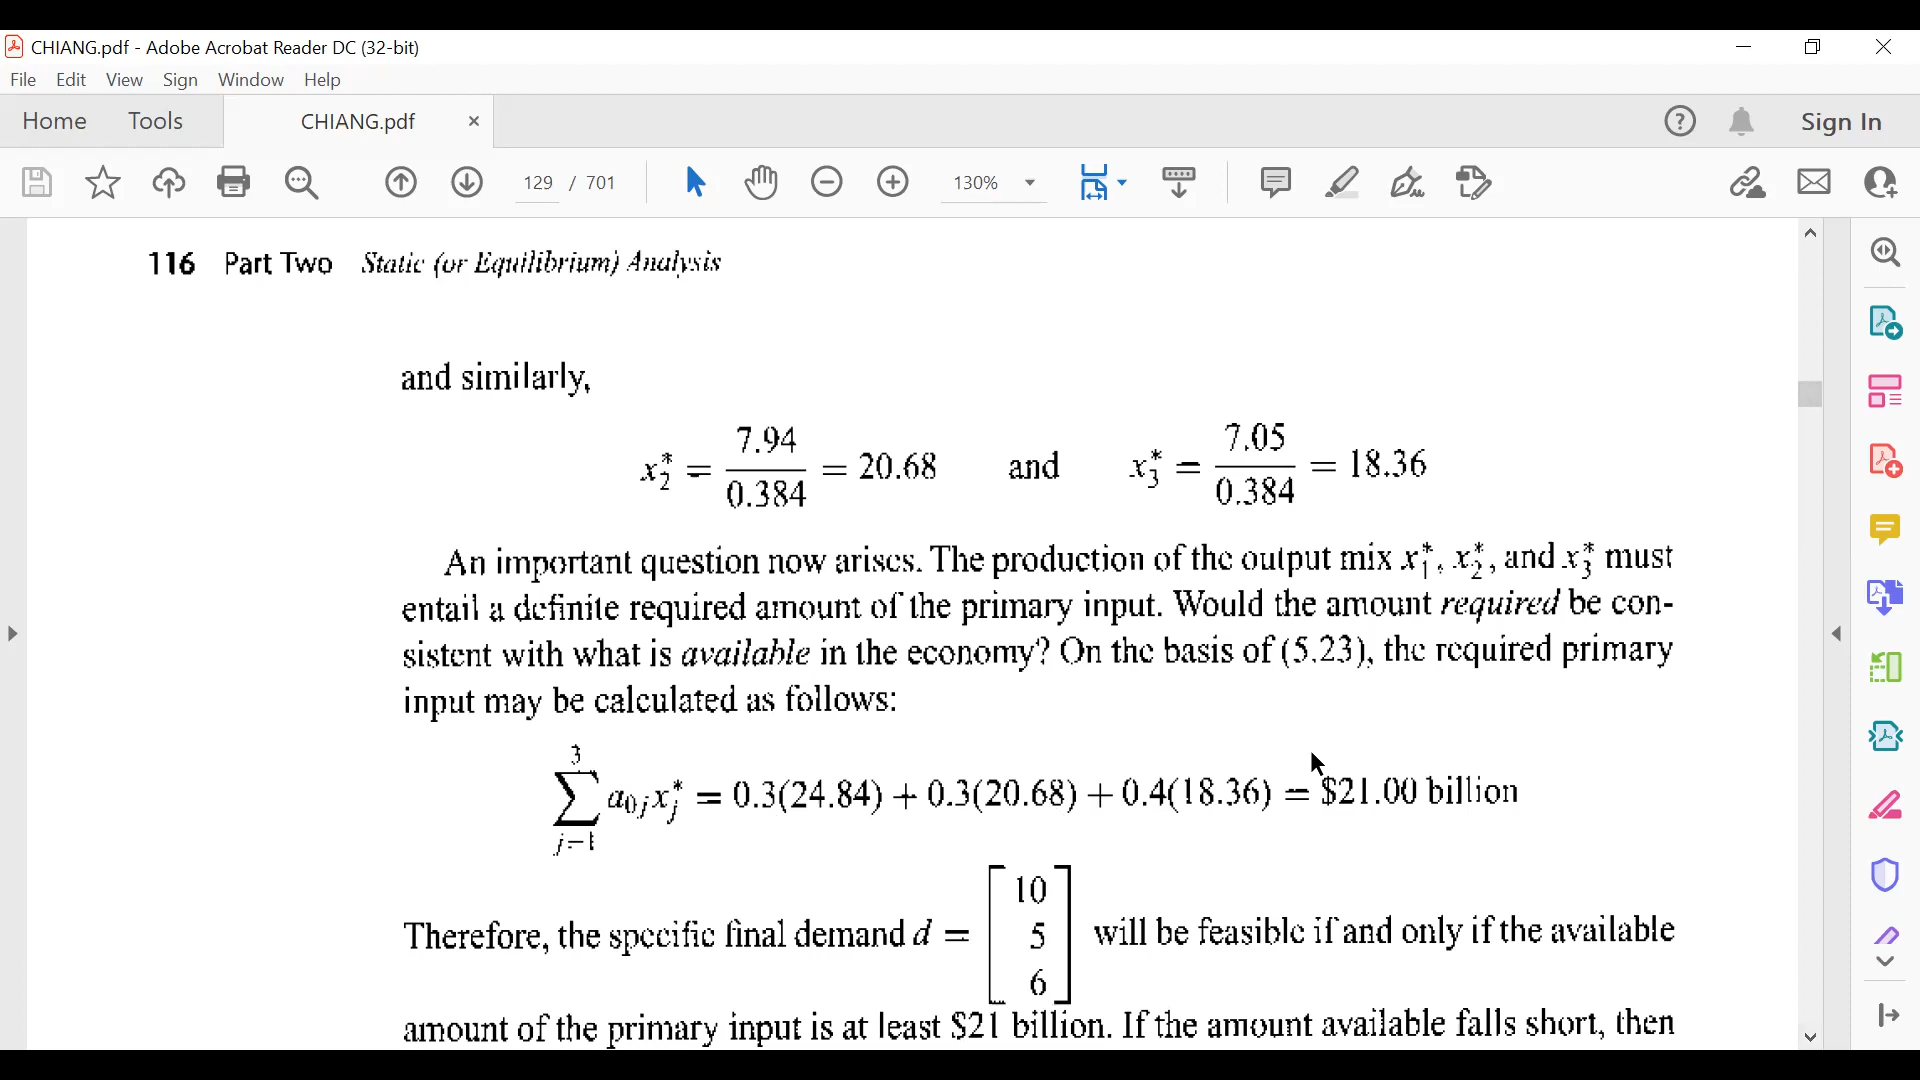 CHIANG.pdf - Adobe Acrobat Reader DC (32-bit)
File Edit View Sign Window Help
Home Tools CHIANG.pdf × Sign In
129 / 701 130%
116 Part Two Static (or Equilibrium) Analysis
and similarly,
x₂* = 7.94/0.384 = 20.68 and x₃* = 7.05/0.384 = 18.36
An important question now arises. The production of the output mix x₁*, x₂*, and x₃* must
entail a definite required amount of the primary input. Would the amount required be con-
sistent with what is available in the economy? On the basis of (5.23), the required primary
input may be calculated as follows:
∑_{j=1}^{3} a₀ⱼxⱼ* = 0.3(24.84) + 0.3(20.68) + 0.4(18.36) = $21.00 billion
Therefore, the specific final demand d = [10 5 6] will be feasible if and only if the available
amount of the primary input is at least $21 billion. If the amount available falls short, then